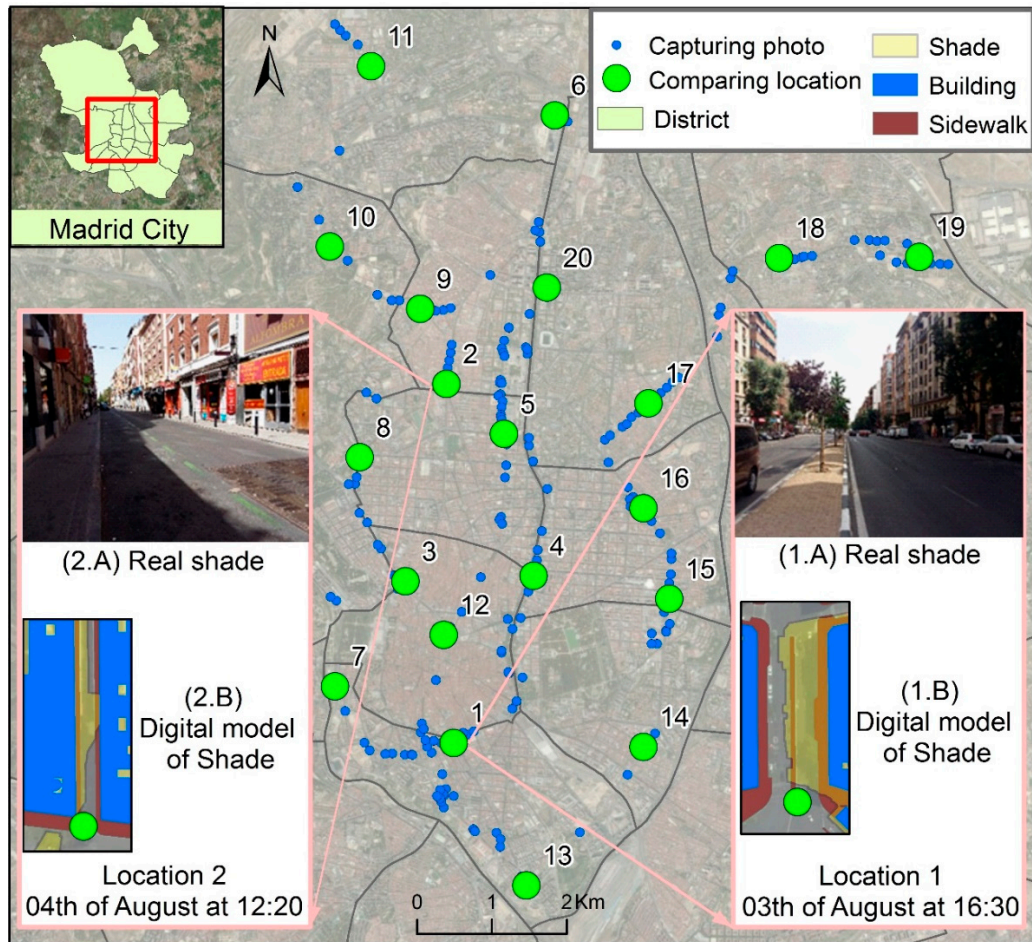 Madrid City
N
Capturing photo
Comparing location
District
Shade
Building
Sidewalk
11
6
10
18
19
20
9
2
17
5
8
16
3
4
15
12
7
1
14
13
(2.A) Real shade
(2.B)
Digital model
of Shade
Location 2
04th of August at 12:20
(1.A) Real shade
(1.B)
Digital model
of Shade
Location 1
03th of August at 16:30
0 1 2 Km